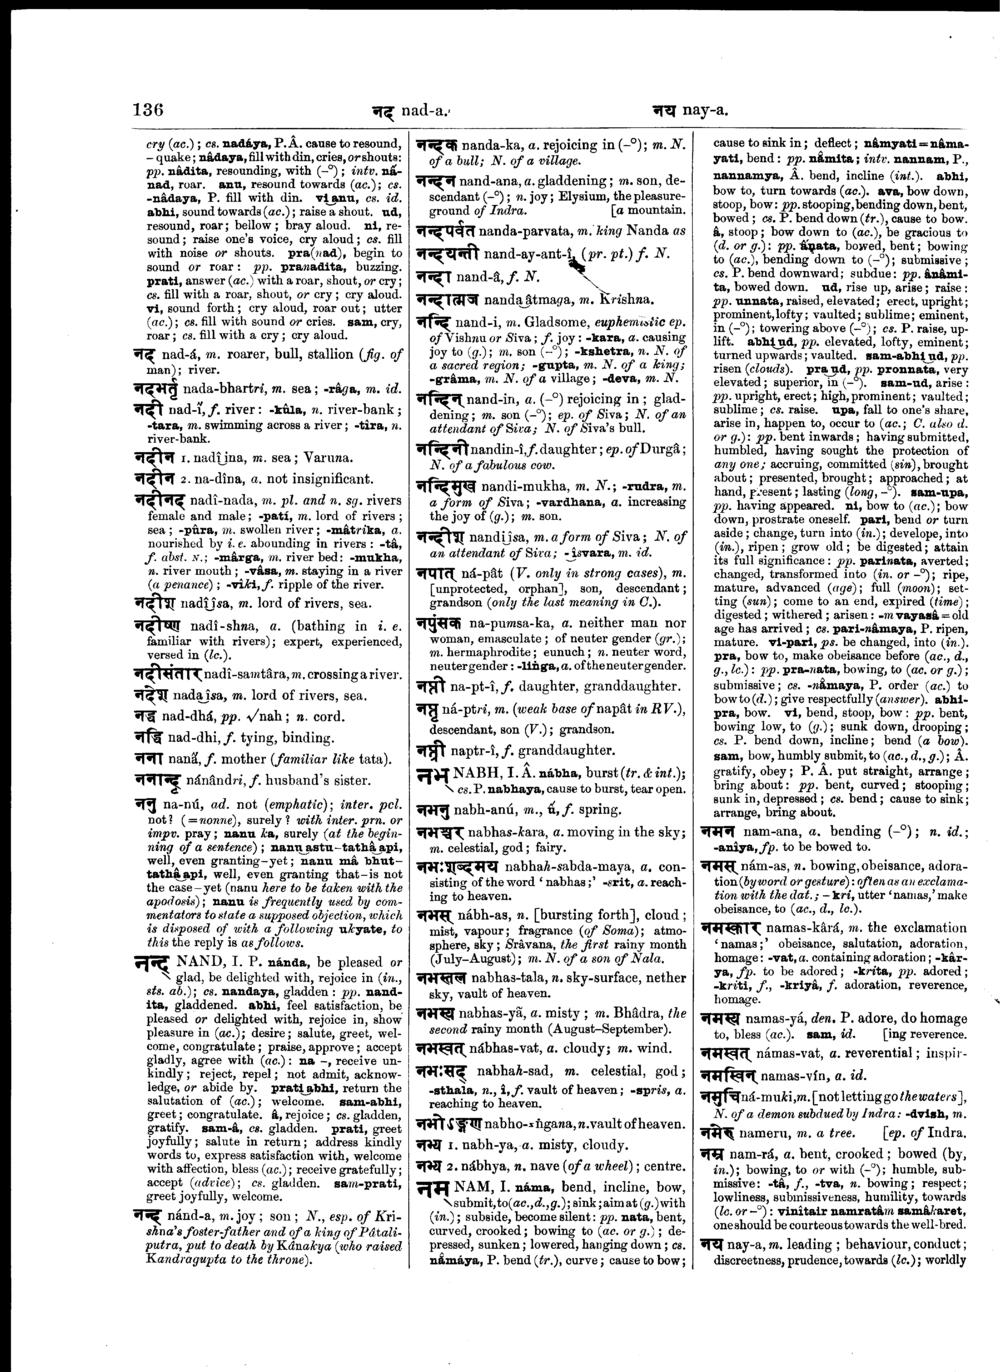 136
नद् nad-a.
नय nay-a.
cry (ac.); cs. nadáya, P.Â. cause to resound,
– quake; nâdaya, fill with din, cries, or shouts:
pp. nâdita, resounding, with (-°); intv. nā́-
nad, roar. anu, resound towards (ac.); cs.
-nâdaya, P. fill with din. vi‿anu, cs. id.
abhi, sound towards (ac.); raise a shout. ud,
resound, roar; bellow; bray aloud. ni, re-
sound; raise one's voice, cry aloud; cs. fill
with noise or shouts. pra(nad), begin to
sound or roar: pp. pranadita, buzzing.
prati, answer (ac.) with a roar, shout, or cry;
cs. fill with a roar, shout, or cry; cry aloud.
vi, sound forth; cry aloud, roar out; utter
(ac.); cs. fill with sound or cries. sam, cry,
roar; cs. fill with a cry; cry aloud.
नद nad-á, m. roarer, bull, stallion (fig. of
man); river.
नदभर्तृ nada-bhartri, m. sea; -râga, m. id.
नदी nad-ī́, f. river: -kûla, n. river-bank;
-tara, m. swimming across a river; -tira, n.
river-bank.
नदीन 1. nadî‿ina, m. sea; Varuna.
नदीन 2. na-dîna, a. not insignificant.
नदीनद nadî-nada, m. pl. and n. sg. rivers
female and male; -pati, m. lord of rivers;
sea; -pûra, m. swollen river; -mâtrika, a.
nourished by i. e. abounding in rivers: -tâ,
f. abst. N.; -mârga, m. river bed: -mukha,
n. river mouth; -vâsa, m. staying in a river
(a penance); -viki, f. ripple of the river.
नदीश nadî‿îsa, m. lord of rivers, sea.
नदीष्ण nadî-shna, a. (bathing in i. e.
familiar with rivers); expert, experienced,
versed in (lc.).
नदीसंतार nadî-samtâra, m. crossing a river.
नदेश nada‿îsa, m. lord of rivers, sea.
नद्ध nad-dhá, pp. √nah; n. cord.
नद्धि nad-dhi, f. tying, binding.
नना nanā́, f. mother (familiar like tata).
ननान्दृ nánândri, f. husband's sister.
ननु na-nú, ad. not (emphatic); inter. pcl.
not? (=nonne), surely? with inter. prn. or
impv. pray; nanu ka, surely (at the begin-
ning of a sentence); nanu‿astu-tathâ‿api,
well, even granting–yet; nanu mâ bhut-
tathâ‿api, well, even granting that–is not
the case–yet (nanu here to be taken with the
apodosis); nanu is frequently used by com-
mentators to state a supposed objection, which
is disposed of with a following ukyate, to
this the reply is as follows.
नन्द् NAND, I. P. nánda, be pleased or
glad, be delighted with, rejoice in (in.,
sts. ab.); cs. nandaya, gladden: pp. nand-
ita, gladdened. abhi, feel satisfaction, be
pleased or delighted with, rejoice in, show
pleasure in (ac.); desire; salute, greet, wel-
come, congratulate; praise, approve; accept
gladly, agree with (ac.): na –, receive un-
kindly; reject, repel; not admit, acknow-
ledge, or abide by. prati‿abhi, return the
salutation of (ac.); welcome. sam-abhi,
greet; congratulate. â, rejoice; cs. gladden,
gratify. sam-â, cs. gladden. prati, greet
joyfully; salute in return; address kindly
words to, express satisfaction with, welcome
with affection, bless (ac.); receive gratefully;
accept (advice); cs. gladden. sam-prati,
greet joyfully, welcome.
नन्द nánd-a, m. joy; son; N., esp. of Kri-
shna's foster-father and of a king of Pâtali-
putra, put to death by Kânakya (who raised
Kandragupta to the throne).
नन्दक nanda-ka, a. rejoicing in (-°); m. N.
of a bull; N. of a village.
नन्दन nand-ana, a. gladdening; m. son, de-
scendant (-°); n. joy; Elysium, the pleasure-
ground of Indra. [a mountain.
नन्दपर्वत nanda-parvata, m. king Nanda as
नन्दयन्ती nand-ay-ant-î, (pr. pt.) f. N.
नन्दा nand-â, f. N.
नन्दात्मज nanda‿âtmaga, m. Krishna.
नन्दि nand-i, m. Gladsome, euphemistic ep.
of Vishnu or Siva; f. joy: -kara, a. causing
joy to (g.); m. son (-°); -kshetra, n. N. of
a sacred region; -gupta, m. N. of a king;
-grâma, m. N. of a village; -deva, m. N.
नन्दिन् nand-in, a. (-°) rejoicing in; glad-
dening; m. son (-°); ep. of Siva; N. of an
attendant of Siva; N. of Siva's bull.
नन्दिनी nandin-î, f. daughter; ep. of Durgâ;
N. of a fabulous cow.
नन्दिमुख nandi-mukha, m. N.; -rudra, m.
a form of Siva; -vardhana, a. increasing
the joy of (g.); m. son.
नन्दीश nandi‿îsa, m. a form of Siva; N. of
an attendant of Siva; -îsvara, m. id.
नपात् ná-pât (V. only in strong cases), m.
[unprotected, orphan], son, descendant;
grandson (only the last meaning in C.).
नपुंसक na-pumsa-ka, a. neither man nor
woman, emasculate; of neuter gender (gr.);
m. hermaphrodite; eunuch; n. neuter word,
neuter gender: -liṅga, a. of the neuter gender.
नप्ती na-pt-î, f. daughter, granddaughter.
नप्तृ ná-ptri, m. (weak base of napât in RV.),
descendant, son (V.); grandson.
नप्त्री naptr-î, f. granddaughter.
नभ् NABH, I. Â. nábha, burst (tr. & int.);
cs. P. nabhaya, cause to burst, tear open.
नभनु nabh-anú, m., ū́, f. spring.
नभश्चर nabhas-kara, a. moving in the sky;
m. celestial, god; fairy.
नभःशब्दमय nabhah-sabda-maya, a. con-
sisting of the word 'nabhas;' -srit, a. reach-
ing to heaven.
नभस् nábh-as, n. [bursting forth], cloud;
mist, vapour; fragrance (of Soma); atmo-
sphere, sky; Srâvana, the first rainy month
(July–August); m. N. of a son of Nala.
नभस्तल nabhas-tala, n. sky-surface, nether
sky, vault of heaven.
नभस्य nabhas-yã, a. misty; m. Bhâdra, the
second rainy month (August–September).
नभस्वत् nábhas-vat, a. cloudy; m. wind.
नभःसद् nabhah-sad, m. celestial, god;
-sthala, n., î, f. vault of heaven; -spris, a.
reaching to heaven.
नभोऽङ्गण nabho-ṅgana, n. vault of heaven.
नभ्य 1. nabh-ya, a. misty, cloudy.
नभ्य 2. nábhya, n. nave (of a wheel); centre.
नम् NAM, I. náma, bend, incline, bow,
submit, to (ac., d., g.); sink; aim at (g.) with
(in.); subside, become silent: pp. nata, bent,
curved, crooked; bowing to (ac. or g.); de-
pressed, sunken; lowered, hanging down; cs.
nâmáya, P. bend (tr.), curve; cause to bow;
cause to sink in; deflect; nâmyati=nâma-
yati, bend: pp. nâmita; intv. nannam, P.,
nannamya, Â. bend, incline (int.). abhi,
bow to, turn towards (ac.). ava, bow down,
stoop, bow: pp. stooping, bending down, bent,
bowed; cs. P. bend down (tr.), cause to bow.
â, stoop; bow down to (ac.), be gracious to
(d. or g.): pp. ānata, bowed, bent; bowing
to (ac.), bending down to (-°); submissive;
cs. P. bend downward; subdue: pp. ânâmi-
ta, bowed down. ud, rise up, arise; raise:
pp. unnata, raised, elevated; erect, upright;
prominent, lofty; vaulted; sublime; eminent,
in (-°); towering above (-°); cs. P. raise, up-
lift. abhi‿ud, pp. elevated, lofty, eminent;
turned upwards; vaulted. sam-abhi‿ud, pp.
risen (clouds). pra‿ud, pp. pronnata, very
elevated; superior, in (-°). sam-ud, arise:
pp. upright, erect; high, prominent; vaulted;
sublime; cs. raise. upa, fall to one's share,
arise in, happen to, occur to (ac.; C. also d.
or g.): pp. bent inwards; having submitted,
humbled, having sought the protection of
any one; accruing, committed (sin), brought
about; presented, brought; approached; at
hand, present; lasting (long, -°). sam-upa,
pp. having appeared. ni, bow to (ac.); bow
down, prostrate oneself. pari, bend or turn
aside; change, turn into (in.); develope, into
(in.), ripen; grow old; be digested; attain
its full significance: pp. parinata, averted;
changed, transformed into (in. or -°); ripe,
mature, advanced (age); full (moon); set-
ting (sun); come to an end, expired (time);
digested; withered; arisen: -m vayasâ=old
age has arrived; cs. pari-nâmaya, P. ripen,
mature. vi-pari, ps. be changed, into (in.).
pra, bow to, make obeisance before (ac., d.,
g., lc.): pp. pra-nata, bowing, to (ac. or g.);
submissive; cs. -nâmaya, P. order (ac.) to
bow to (d.); give respectfully (answer). abhi-
pra, bow. vi, bend, stoop, bow: pp. bent,
bowing low, to (g.); sunk down, drooping;
cs. P. bend down, incline; bend (a bow).
sam, bow, humbly submit, to (ac., d., g.); Â.
gratify, obey; P. Â. put straight, arrange;
bring about: pp. bent, curved; stooping;
sunk in, depressed; cs. bend; cause to sink;
arrange, bring about.
नमन nam-ana, a. bending (-°); n. id.;
-anîya, fp. to be bowed to.
नमस् nám-as, n. bowing, obeisance, adora-
tion (by word or gesture): often as an exclama-
tion with the dat.; – kri, utter 'namas,' make
obeisance, to (ac., d., lc.).
नमस्कार namas-kârá, m. the exclamation
'namas;' obeisance, salutation, adoration,
homage: -vat, a. containing adoration; -kâr-
ya, fp. to be adored; -krita, pp. adored;
-kriti, f., -kriyâ, f. adoration, reverence,
homage.
नमस्य namas-yá, den. P. adore, do homage
to, bless (ac.). sam, id. [ing reverence.
नमस्वत् námas-vat, a. reverential; inspir-
नमस्विन् namas-vín, a. id.
नमुचि ná-muki, m. [not letting go the waters],
N. of a demon subdued by Indra: -dvish, m.
नमेरु nameru, m. a tree. [ep. of Indra.
नम्र nam-rá, a. bent, crooked; bowed (by,
in.); bowing, to or with (-°); humble, sub-
missive: -tâ, f., -tva, n. bowing; respect;
lowliness, submissiveness, humility, towards
(lc. or -°): vinîtair namratâm samâkaret,
one should be courteous towards the well-bred.
नय nay-a, m. leading; behaviour, conduct;
discreetness, prudence, towards (lc.); worldly